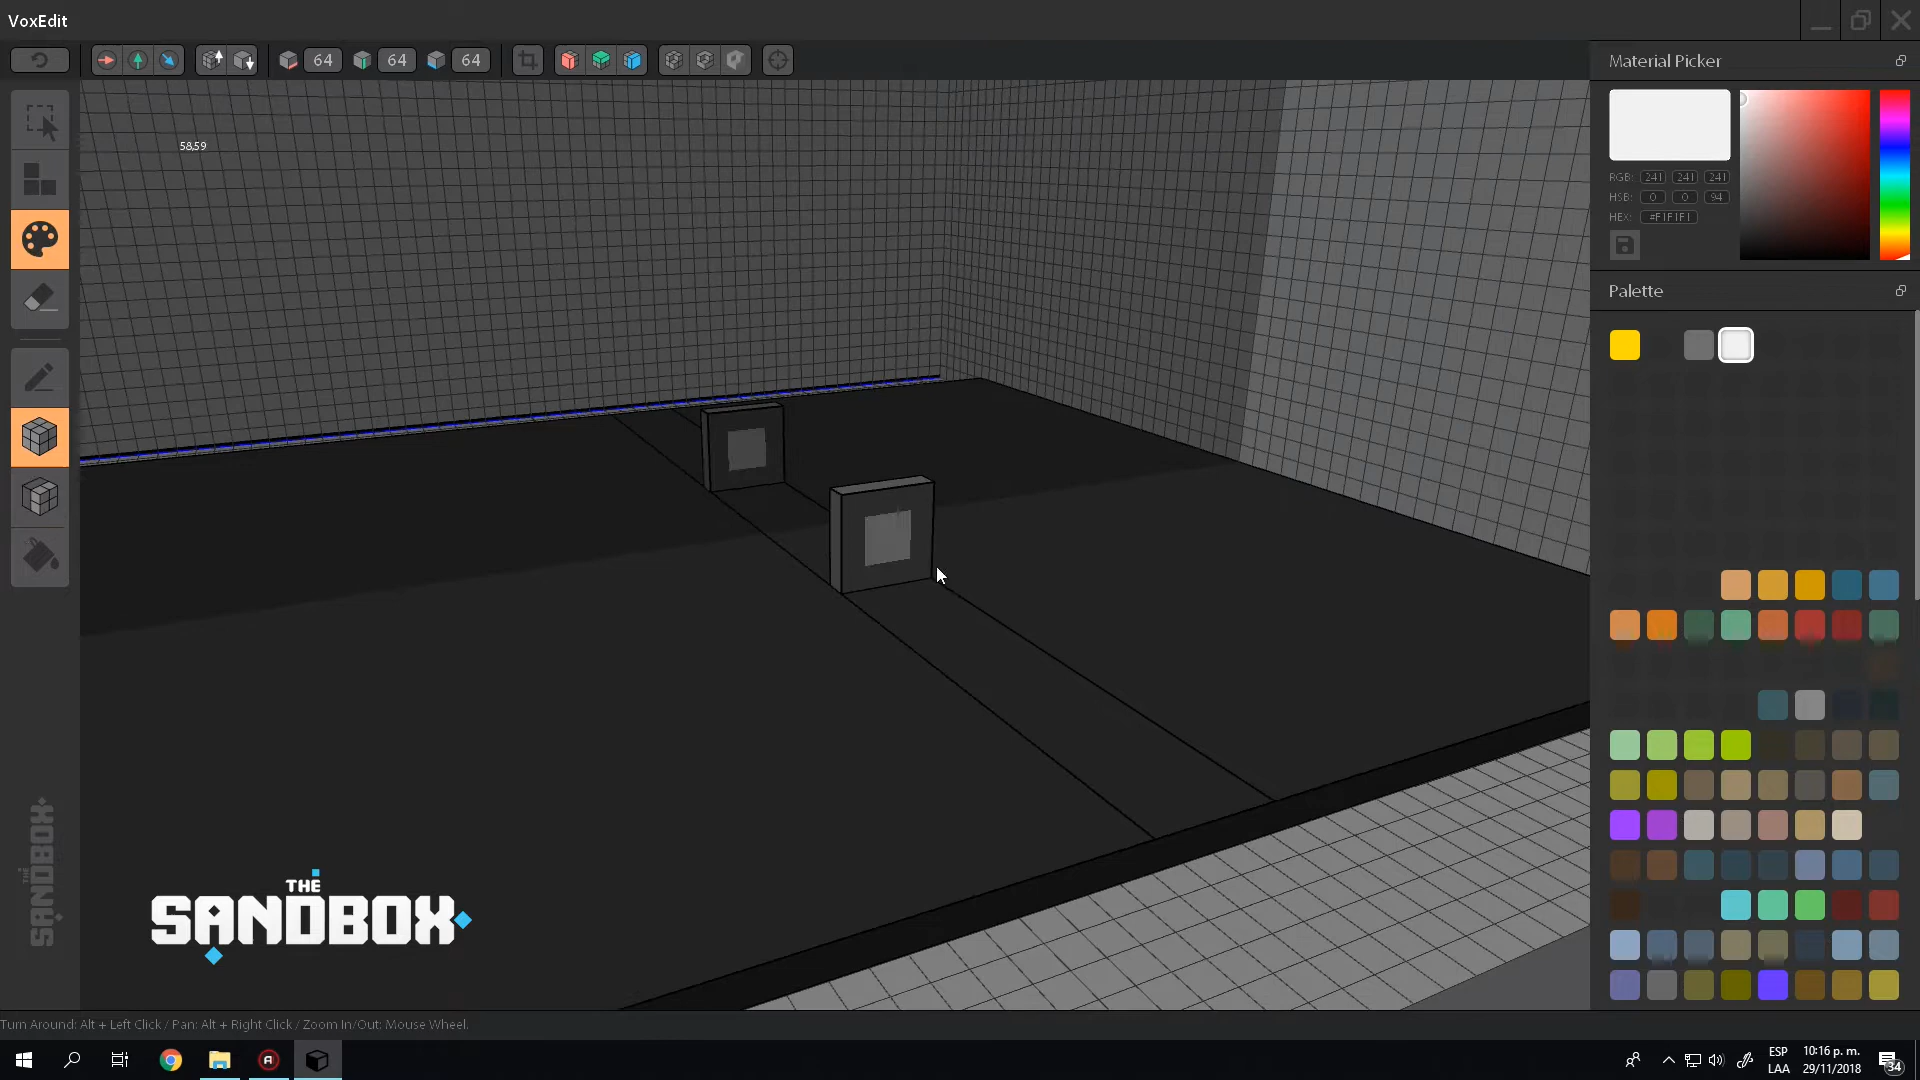 VoxEdit
64 64 64
Material Picker
58,59
RGB: 241 241 241
HSB: 0 0 94
HEX: #F1F1F1
Palette
THE
SANDBOX
THE
SANDBOX
Turn Around: Alt + Left Click / Pan: Alt + Right Click / Zoom In/Out: Mouse Wheel.
ESP
LAA
10:16 p. m.
29/11/2018
34